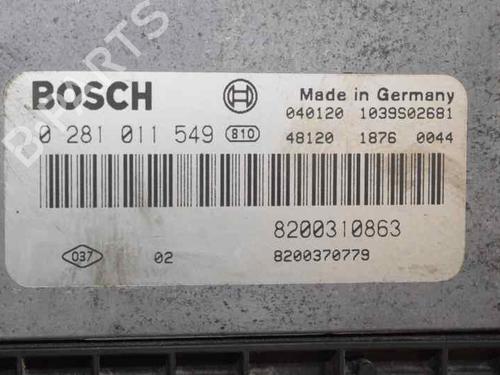 BOSCH
Made in Germany
040120 1039S02681
0 281 011 549 810
48120 1876 0044
8200310863
037 02 8200370779
PARTS